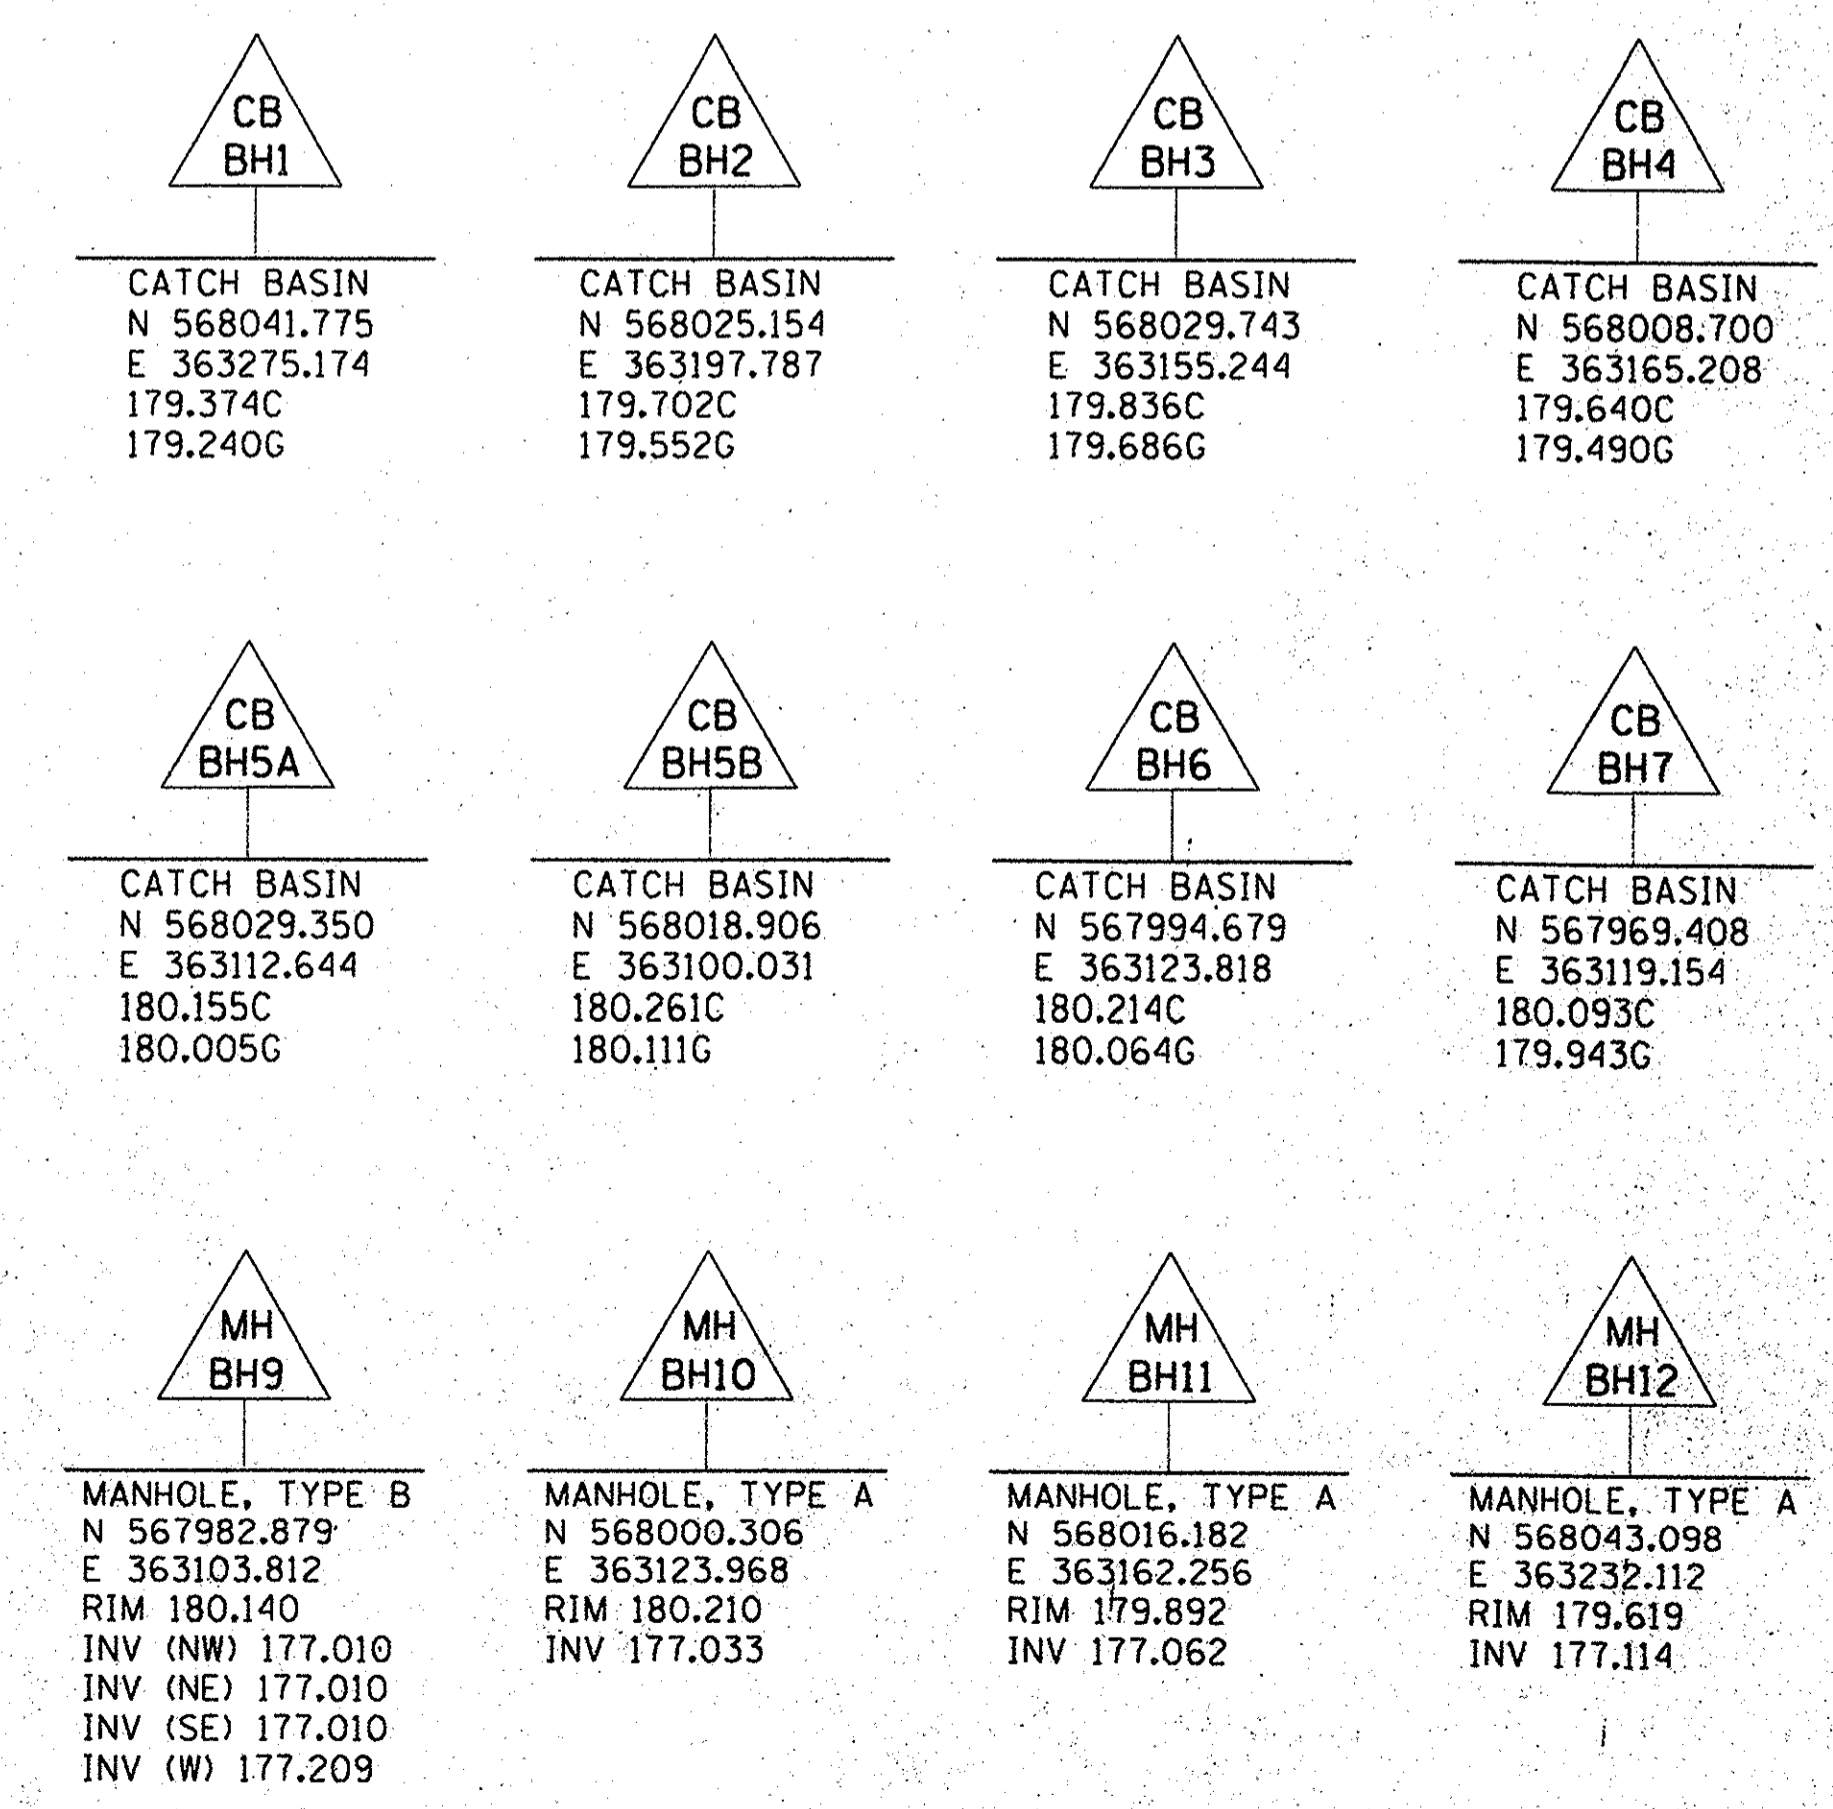 CB
BH1
CATCH BASIN
N 568041.775
E 363275.174
179.374C
179.240G
CB
BH2
CATCH BASIN
N 568025.154
E 363197.787
179.702C
179.552G
CB
BH3
CATCH BASIN
N 568029.743
E 363155.244
179.836C
179.686G
CB
BH4
CATCH BASIN
N 568008.700
E 363165.208
179.640C
179.490G
CB
BH5A
CATCH BASIN
N 568029.350
E 363112.644
180.155C
180.005G
CB
BH5B
CATCH BASIN
N 568018.906
E 363100.031
180.261C
180.111G
CB
BH6
CATCH BASIN
N 567994.679
E 363123.818
180.214C
180.064G
CB
BH7
CATCH BASIN
N 567969.408
E 363119.154
180.093C
179.943G
MH
BH9
MANHOLE, TYPE B
N 567982.879
E 363103.812
RIM 180.140
INV (NW) 177.010
INV (NE) 177.010
INV (SE) 177.010
INV (W) 177.209
MH
BH10
MANHOLE, TYPE A
N 568000.306
E 363123.968
RIM 180.210
INV 177.033
MH
BH11
MANHOLE, TYPE A
N 568016.182
E 363162.256
RIM 179.892
INV 177.062
MH
BH12
MANHOLE, TYPE A
N 568043.098
E 363232.112
RIM 179.619
INV 177.114